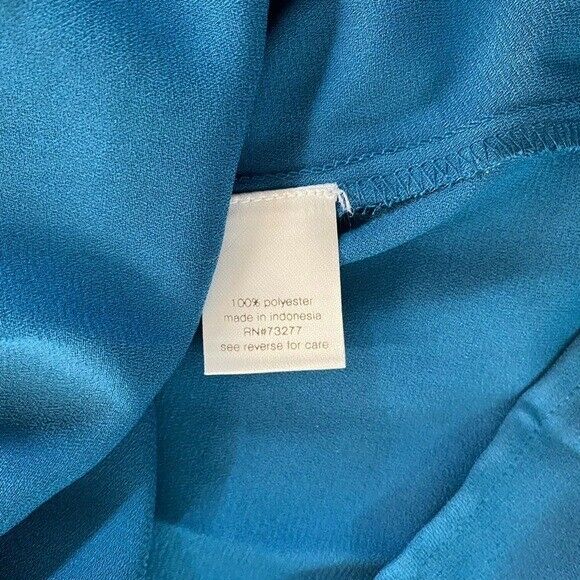 100% polyester
made in indonesia
RN#73277
see reverse for care